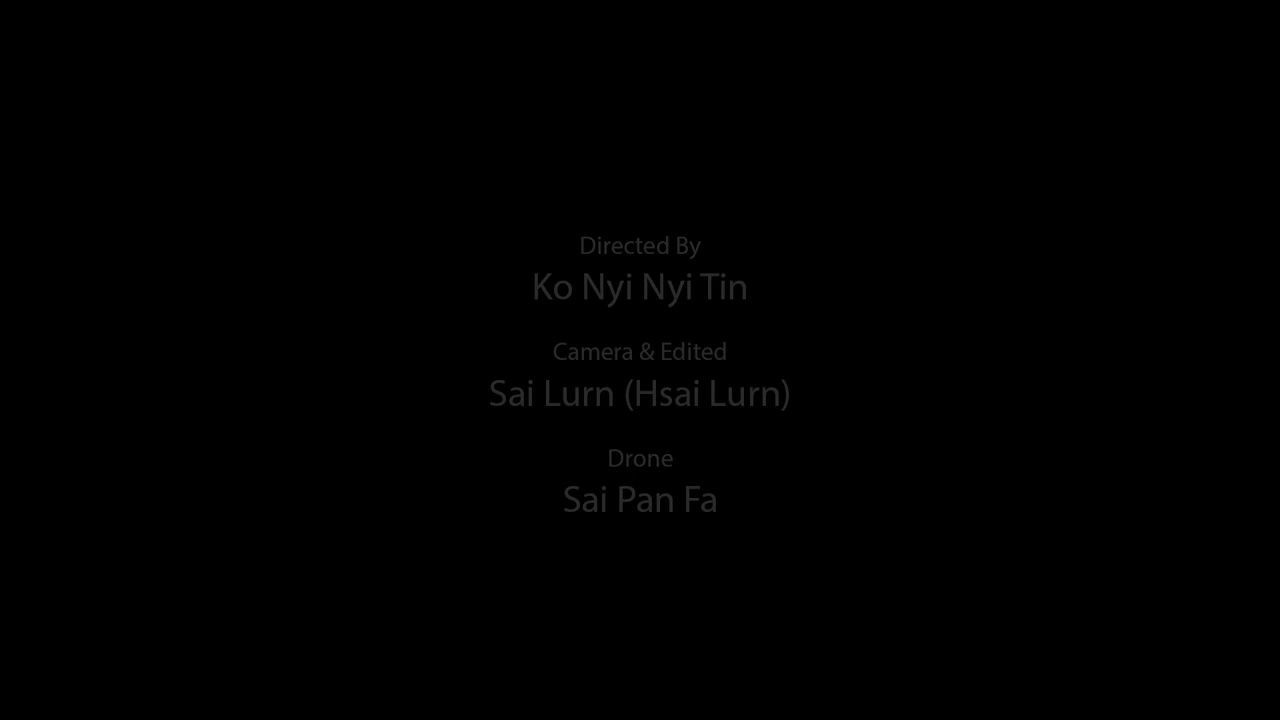 Directed By
Ko Nyi Nyi Tin
Camera & Edited
Sai Lurn (Hsai Lurn)
Drone
Sai Pan Fa